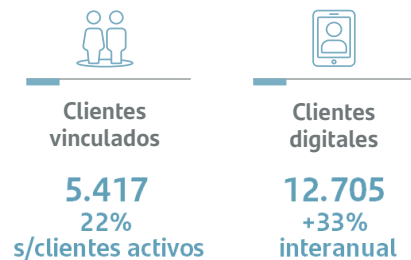 Clientes
vinculados
5.417
22%
s/clientes activos
Clientes
digitales
12.705
+33%
interanual